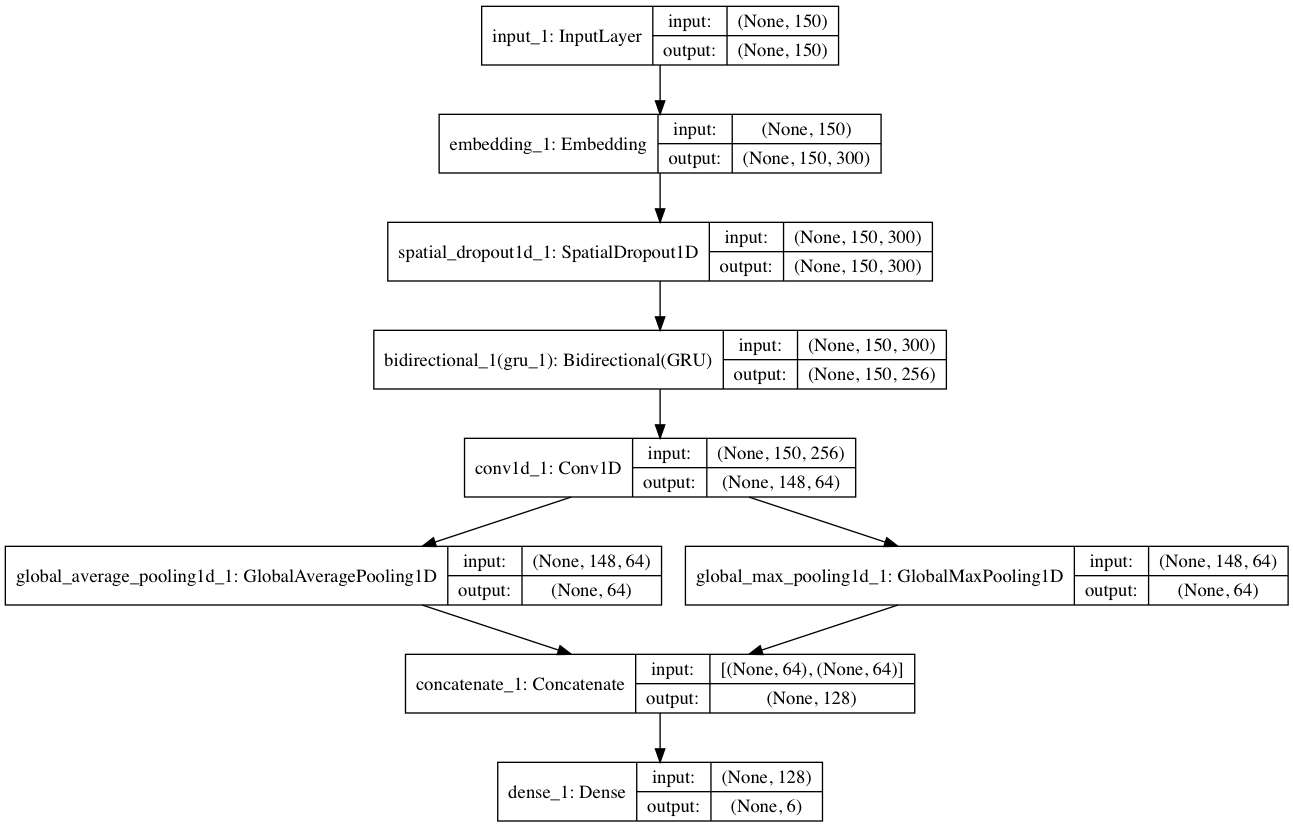 input_1: InputLayer
input: (None, 150)
output: (None, 150)
embedding_1: Embedding
input: (None, 150)
output: (None, 150, 300)
spatial_dropout1d_1: SpatialDropout1D
input: (None, 150, 300)
output: (None, 150, 300)
bidirectional_1(gru_1): Bidirectional(GRU)
input: (None, 150, 300)
output: (None, 150, 256)
conv1d_1: Conv1D
input: (None, 150, 256)
output: (None, 148, 64)
global_average_pooling1d_1: GlobalAveragePooling1D
input: (None, 148, 64)
output: (None, 64)
global_max_pooling1d_1: GlobalMaxPooling1D
input: (None, 148, 64)
output: (None, 64)
concatenate_1: Concatenate
input: [(None, 64), (None, 64)]
output: (None, 128)
dense_1: Dense
input: (None, 128)
output: (None, 6)